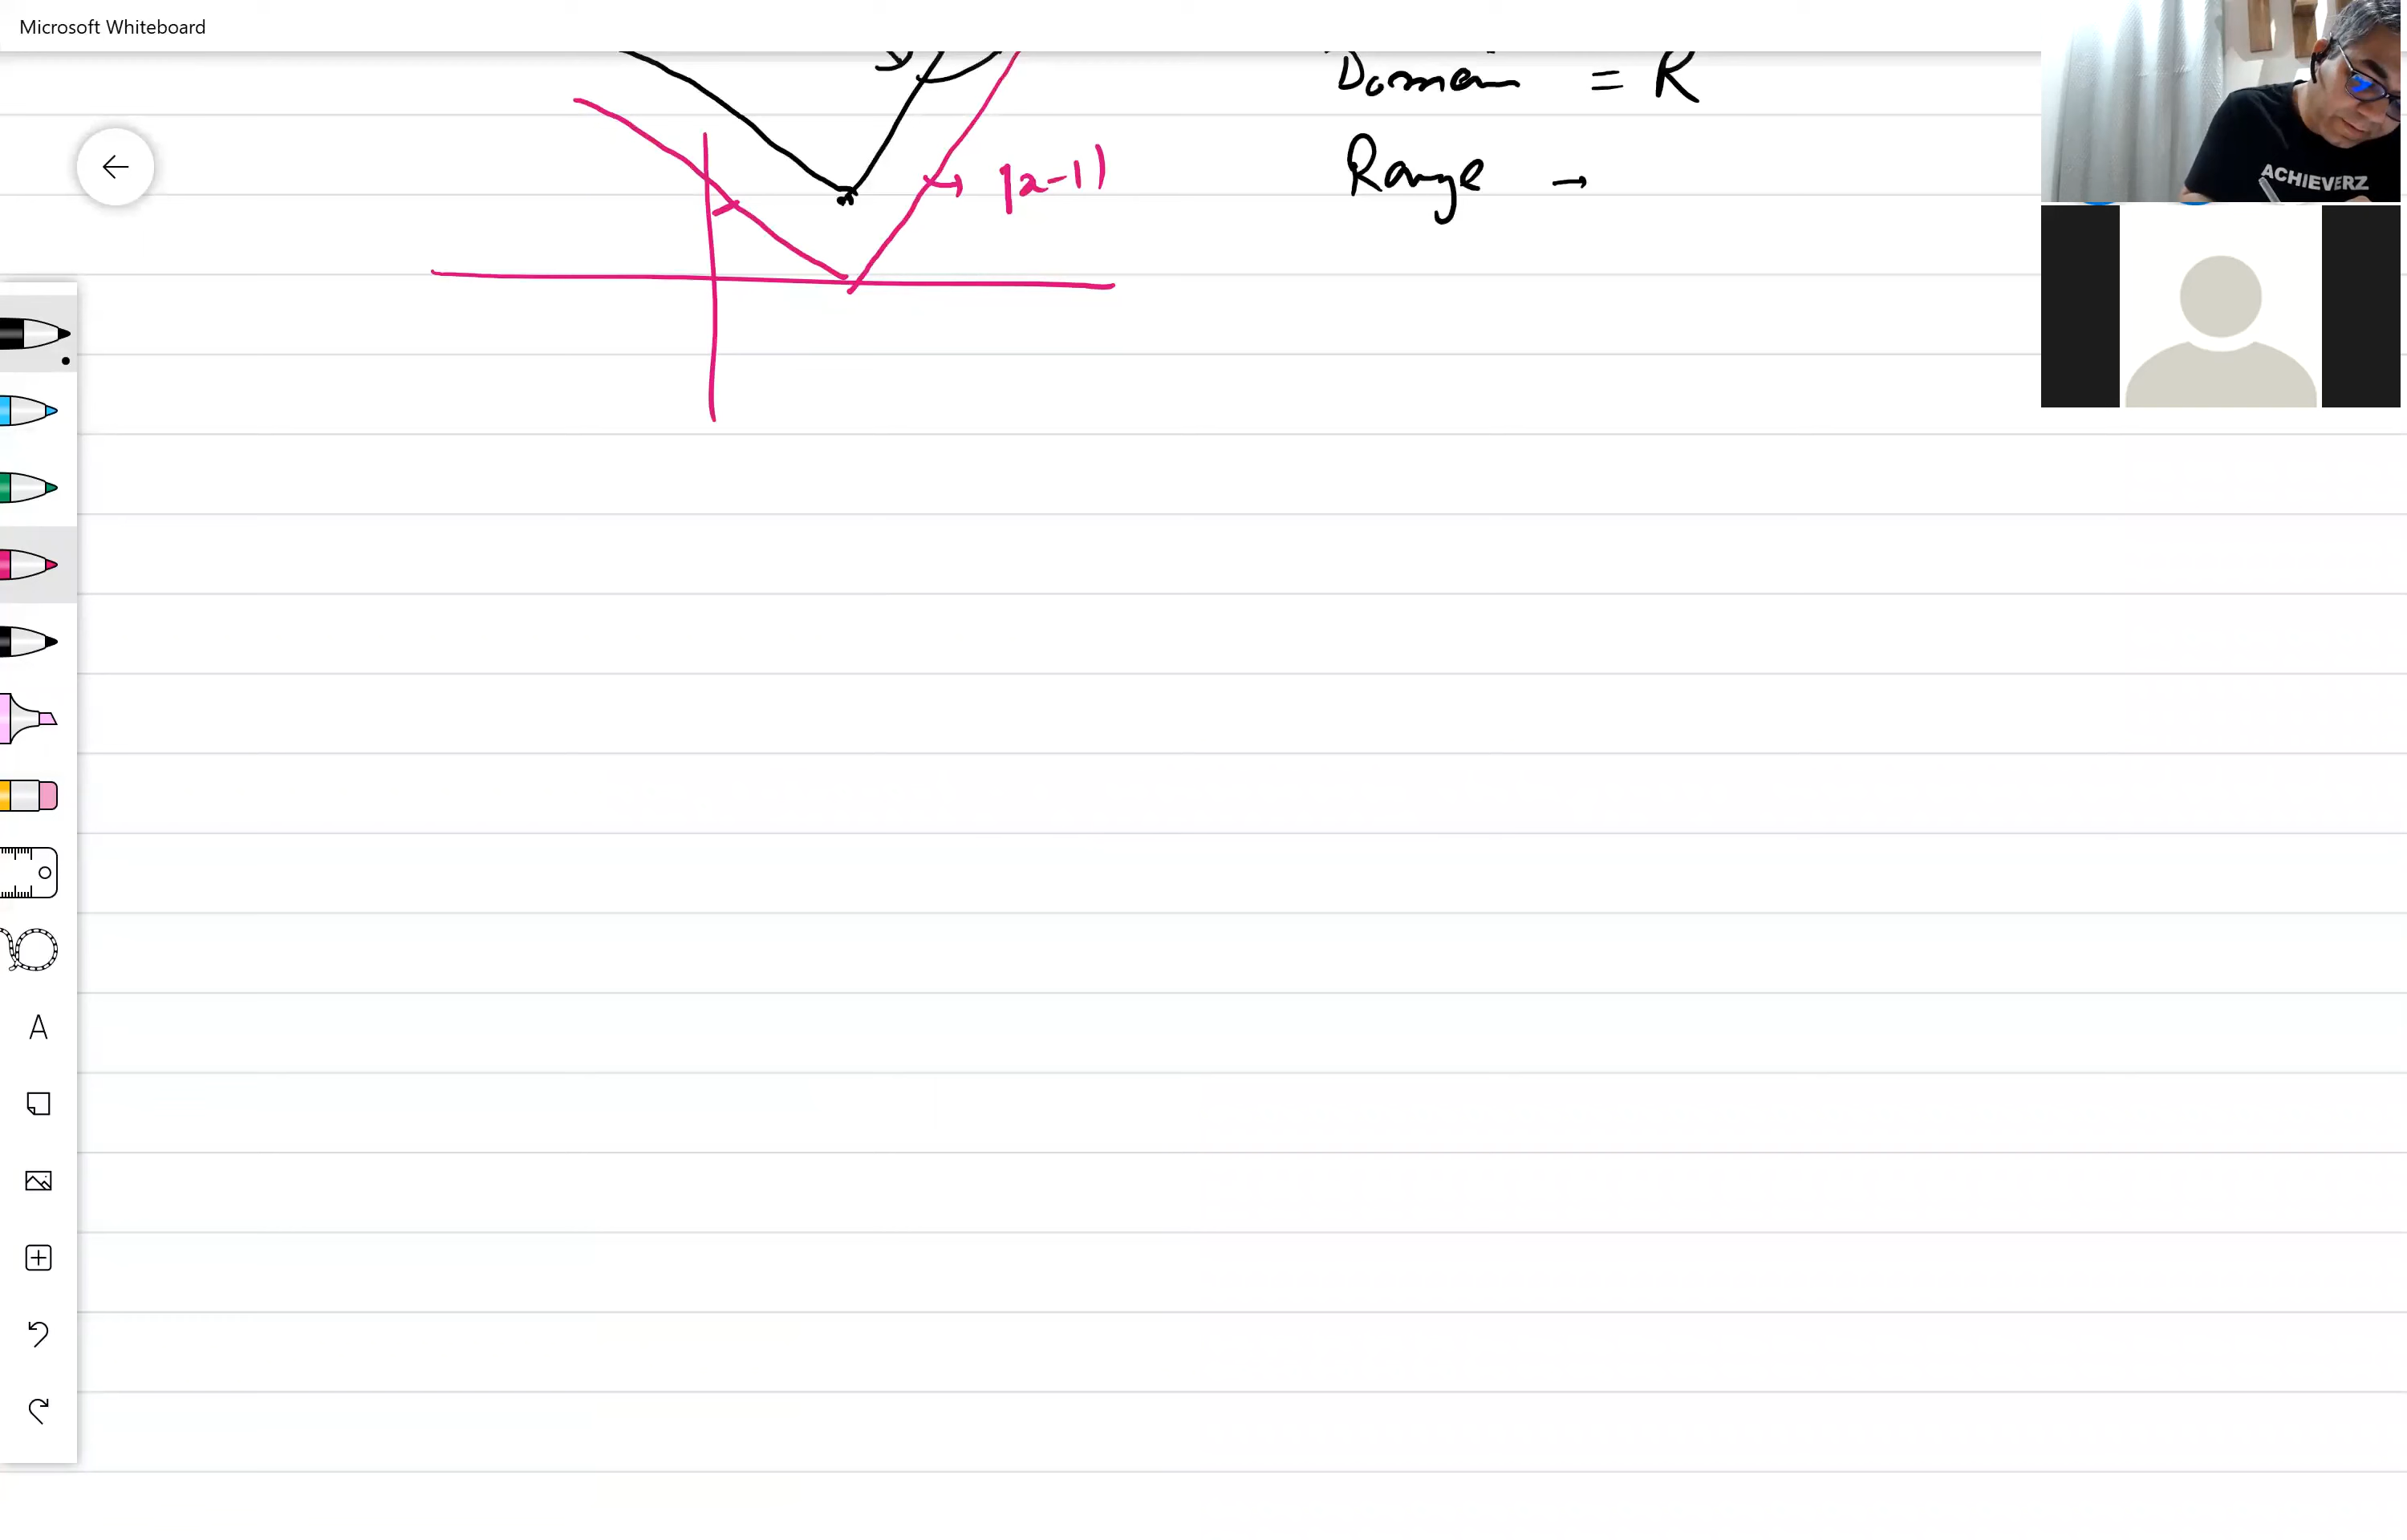 Microsoft Whiteboard
Domain = R
|x-1|
Range →
ACHIEVERZ
A